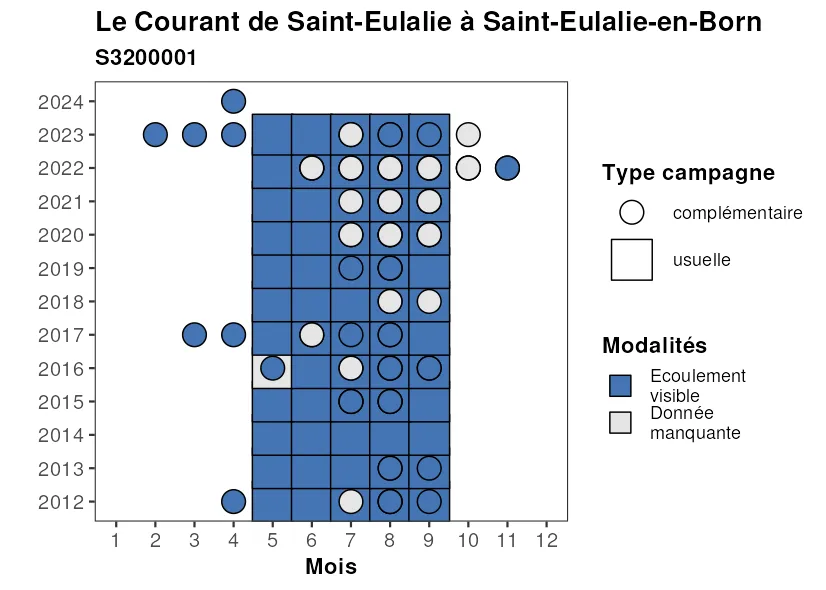 Le Courant de Saint-Eulalie à Saint-Eulalie-en-Born
S3200001
2024
2023
2022
2021
2020
2019
2018
2017
2016
2015
2014
2013
2012
1 2 3 4 5 6 7 8 9 10 11 12
Mois
Type campagne
complémentaire
usuelle
Modalités
Ecoulement
visible
Donnée
manquante